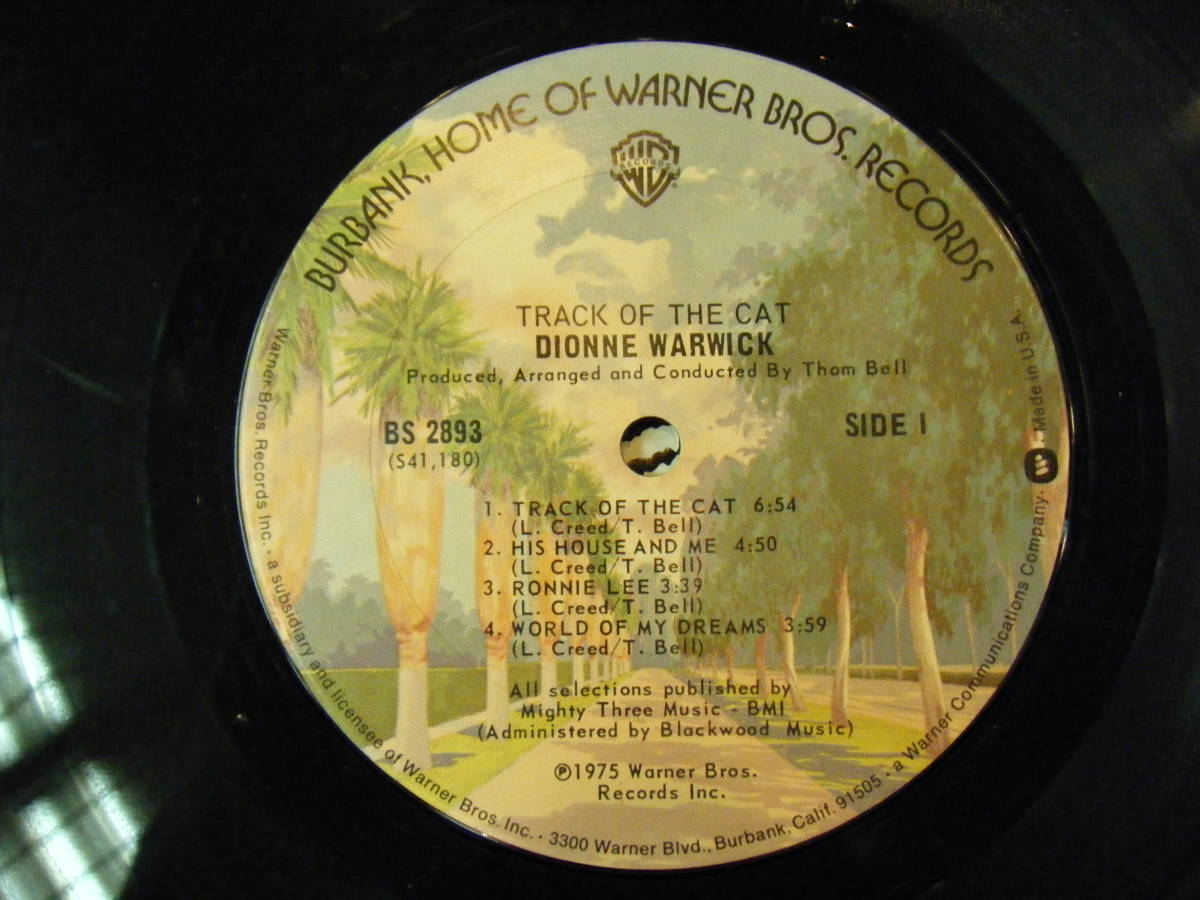 BURBANK, HOME OF WARNER BROS. RECORDS
WB
RECORDS
TRACK OF THE CAT
DIONNE WARWICK
Produced, Arranged and Conducted By Thom Bell
BS 2893
(S41,180)
SIDE 1
1. TRACK OF THE CAT 6:54
(L. Creed/T. Bell)
2. HIS HOUSE AND ME 4:50
(L. Creed/T. Bell)
3. RONNIE LEE 3:39
(L. Creed/T. Bell)
4. WORLD OF MY DREAMS 3:59
(L. Creed/T. Bell)
All selections published by
Mighty Three Music - BMI
(Administered by Blackwood Music)
℗1975 Warner Bros.
Records Inc.
Warner Bros. Records Inc. • a subsidiary and licensee of Warner Bros. Inc. • 3300 Warner Blvd., Burbank, Calif. 91505 • a Warner Communications Company. • Made in U.S.A.